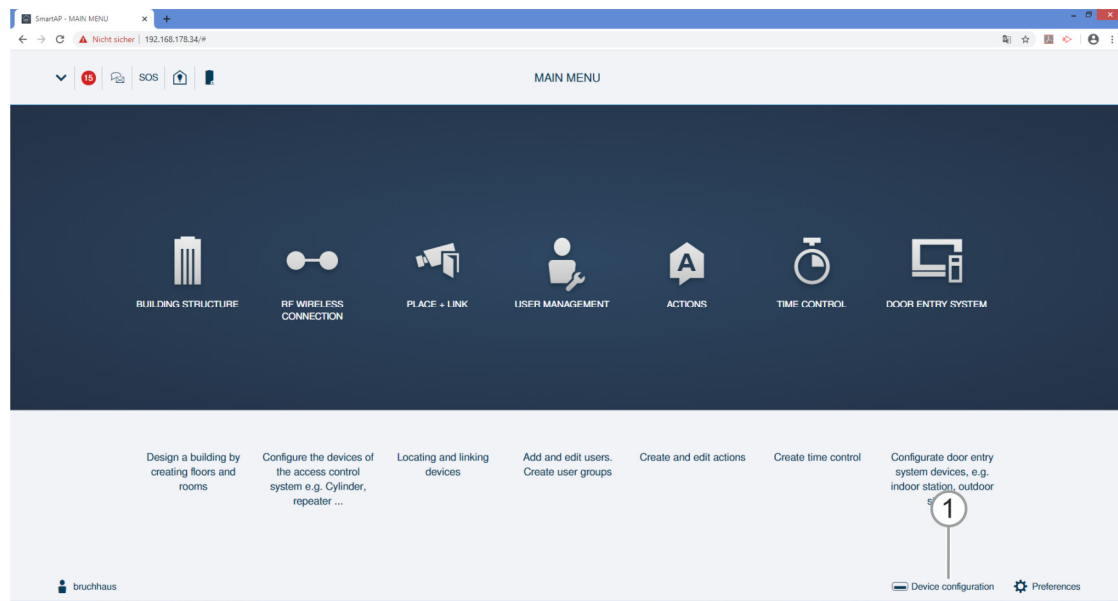 SmartAP - MAIN MENU
Nicht sicher | 192.168.178.34/#
15
SOS
MAIN MENU
BUILDING STRUCTURE
RF WIRELESS
CONNECTION
PLACE + LINK
USER MANAGEMENT
A
ACTIONS
TIME CONTROL
DOOR ENTRY SYSTEM
Design a building by
creating floors and
rooms
Configure the devices of
the access control
system e.g. Cylinder,
repeater ...
Locating and linking
devices
Add and edit users.
Create user groups
Create and edit actions
Create time control
Configurate door entry
system devices, e.g.
indoor station, outdoor
1
bruchhaus
Device configuration
Preferences